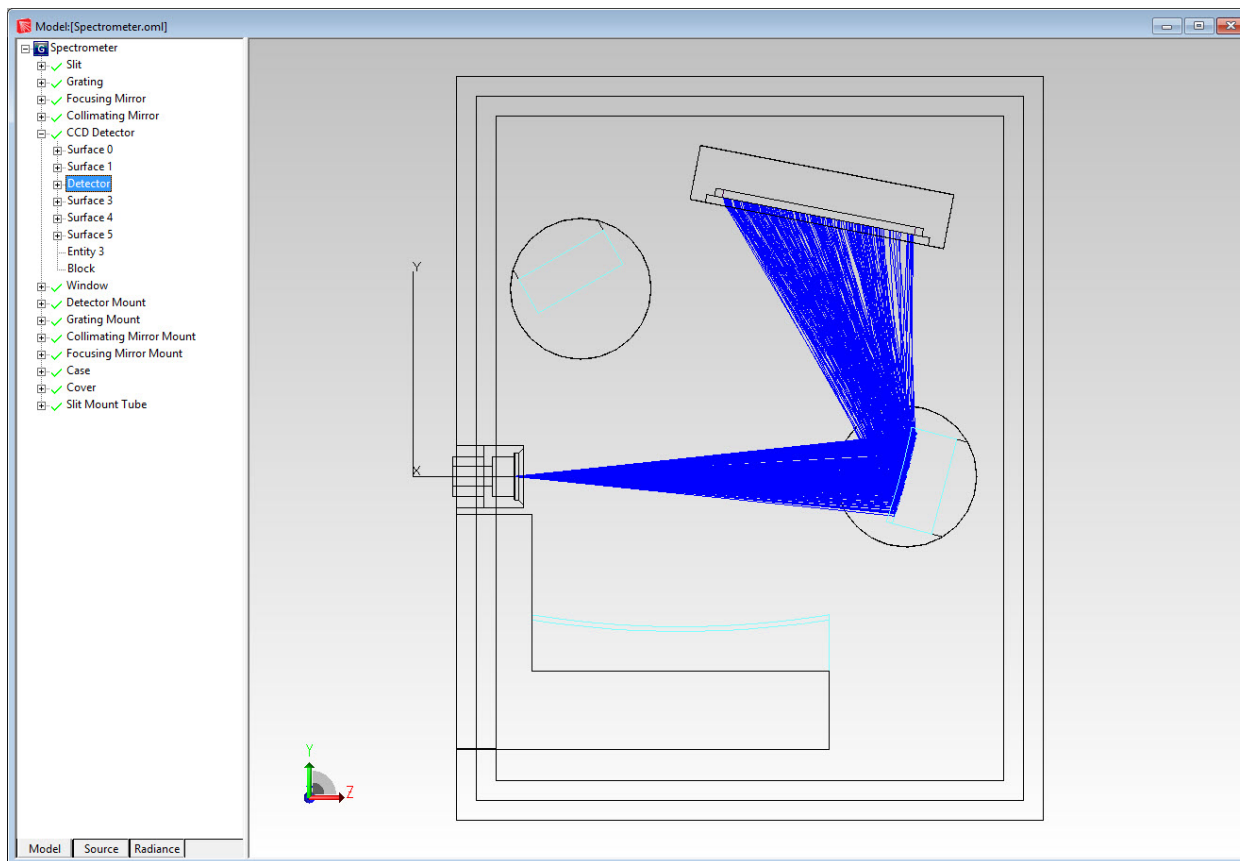 Model:[Spectrometer.oml]
G Spectrometer
Slit
Grating
Focusing Mirror
Collimating Mirror
CCD Detector
Surface 0
Surface 1
Detector
Surface 3
Surface 4
Surface 5
Entity 3
Block
Window
Detector Mount
Grating Mount
Collimating Mirror Mount
Focusing Mirror Mount
Case
Cover
Slit Mount Tube
Y
X
Y
Z
Model Source Radiance